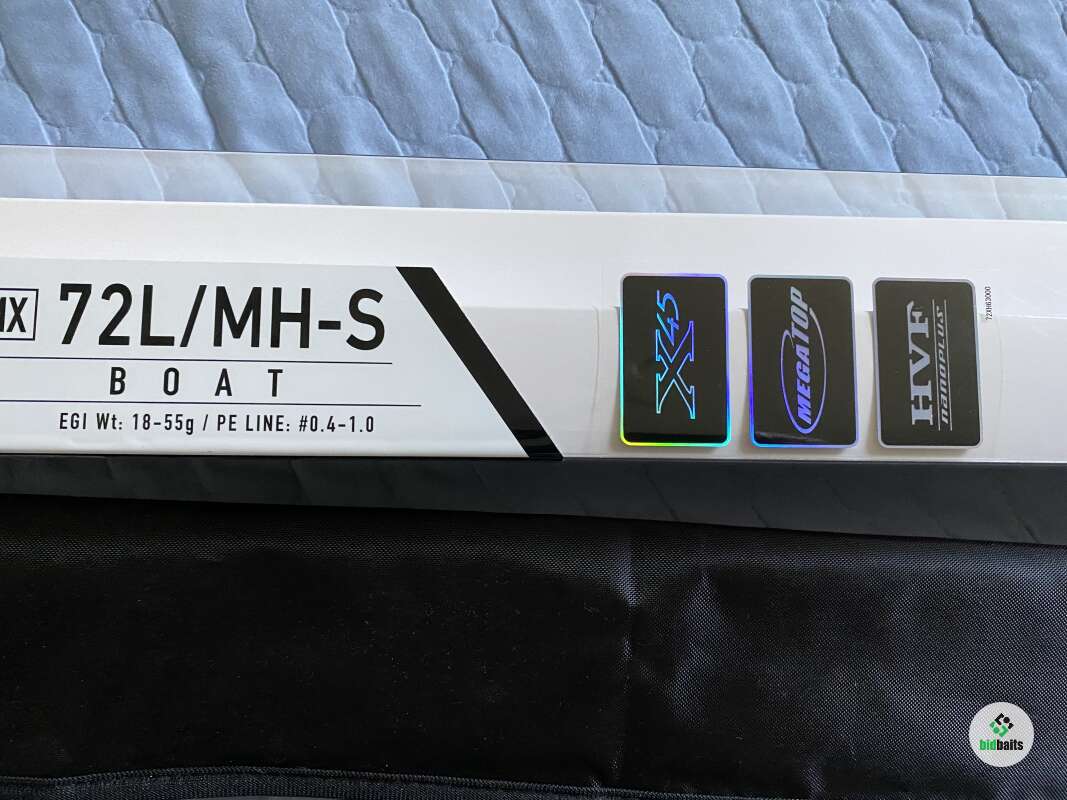 MX 72L/MH-S
BOAT
EGI Wt: 18-55g / PE LINE: #0.4-1.0
X45
MEGATOP
HVF
nanoplus
72XH63000
bidbaits